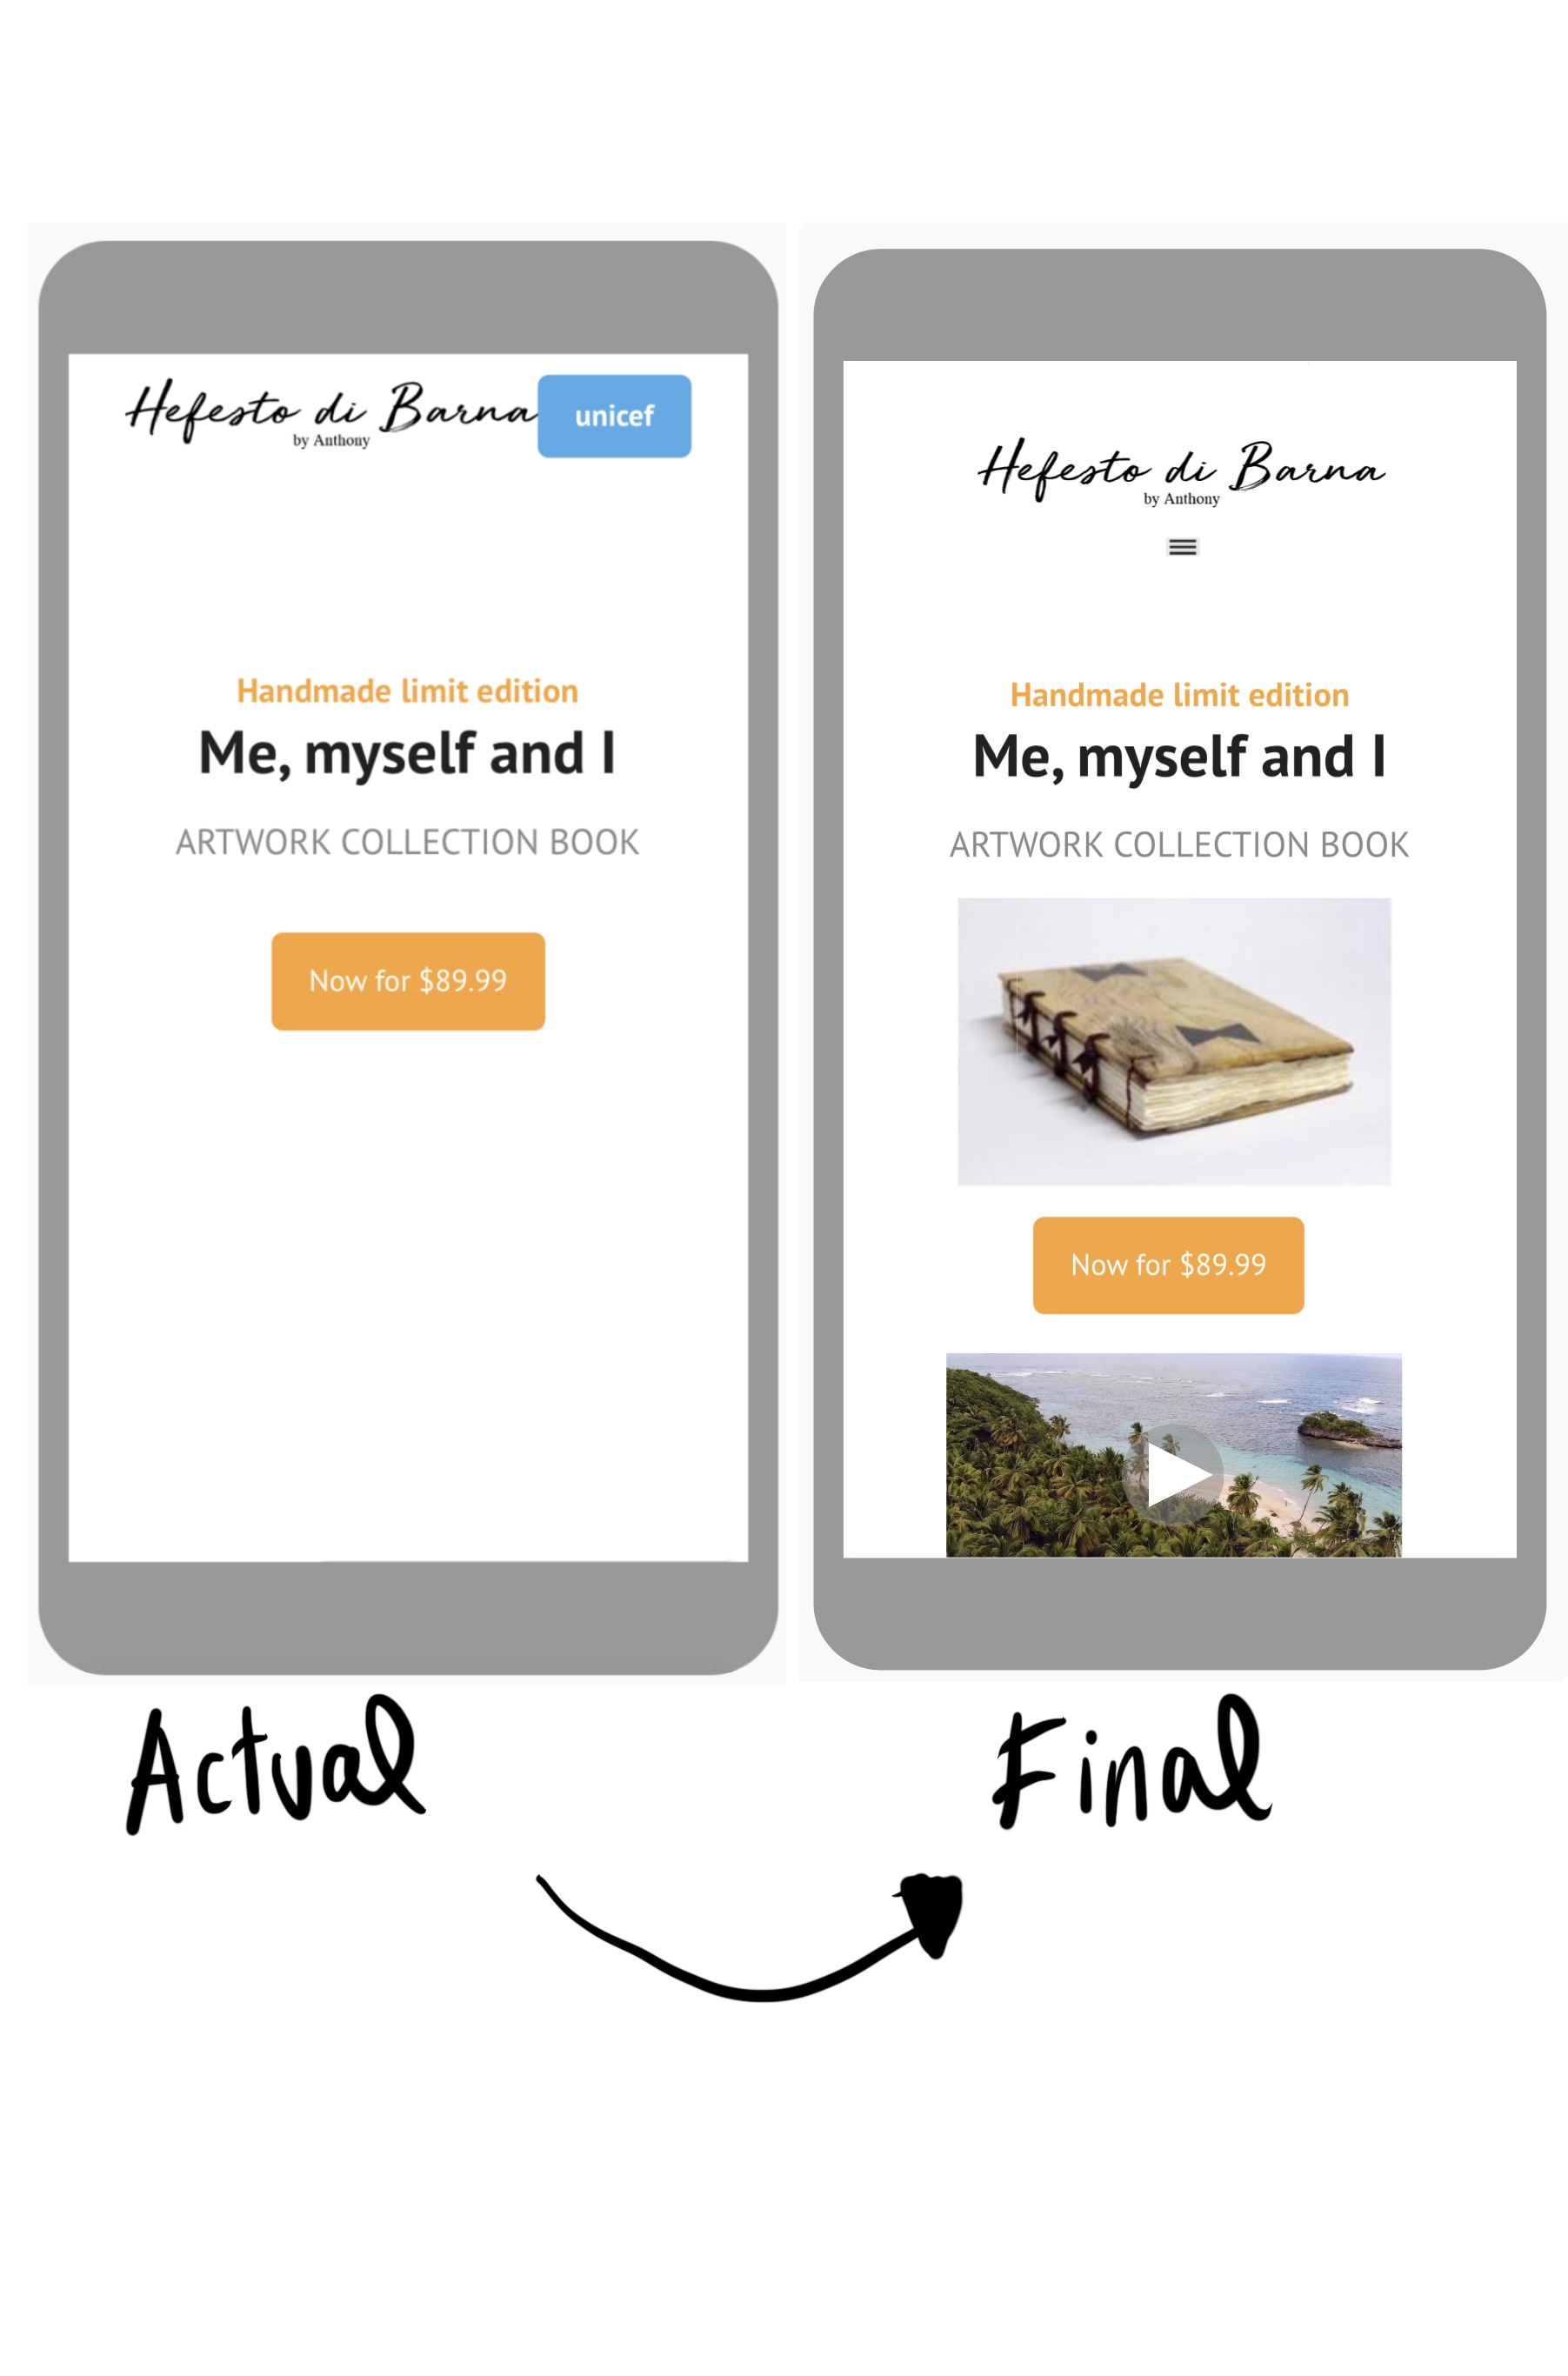 Hefesto di Barna
by Anthony
unicef
Handmade limit edition
Me, myself and I
ARTWORK COLLECTION BOOK
Now for $89.99
Actual
Hefesto di Barna
by Anthony
Handmade limit edition
Me, myself and I
ARTWORK COLLECTION BOOK
Now for $89.99
Final